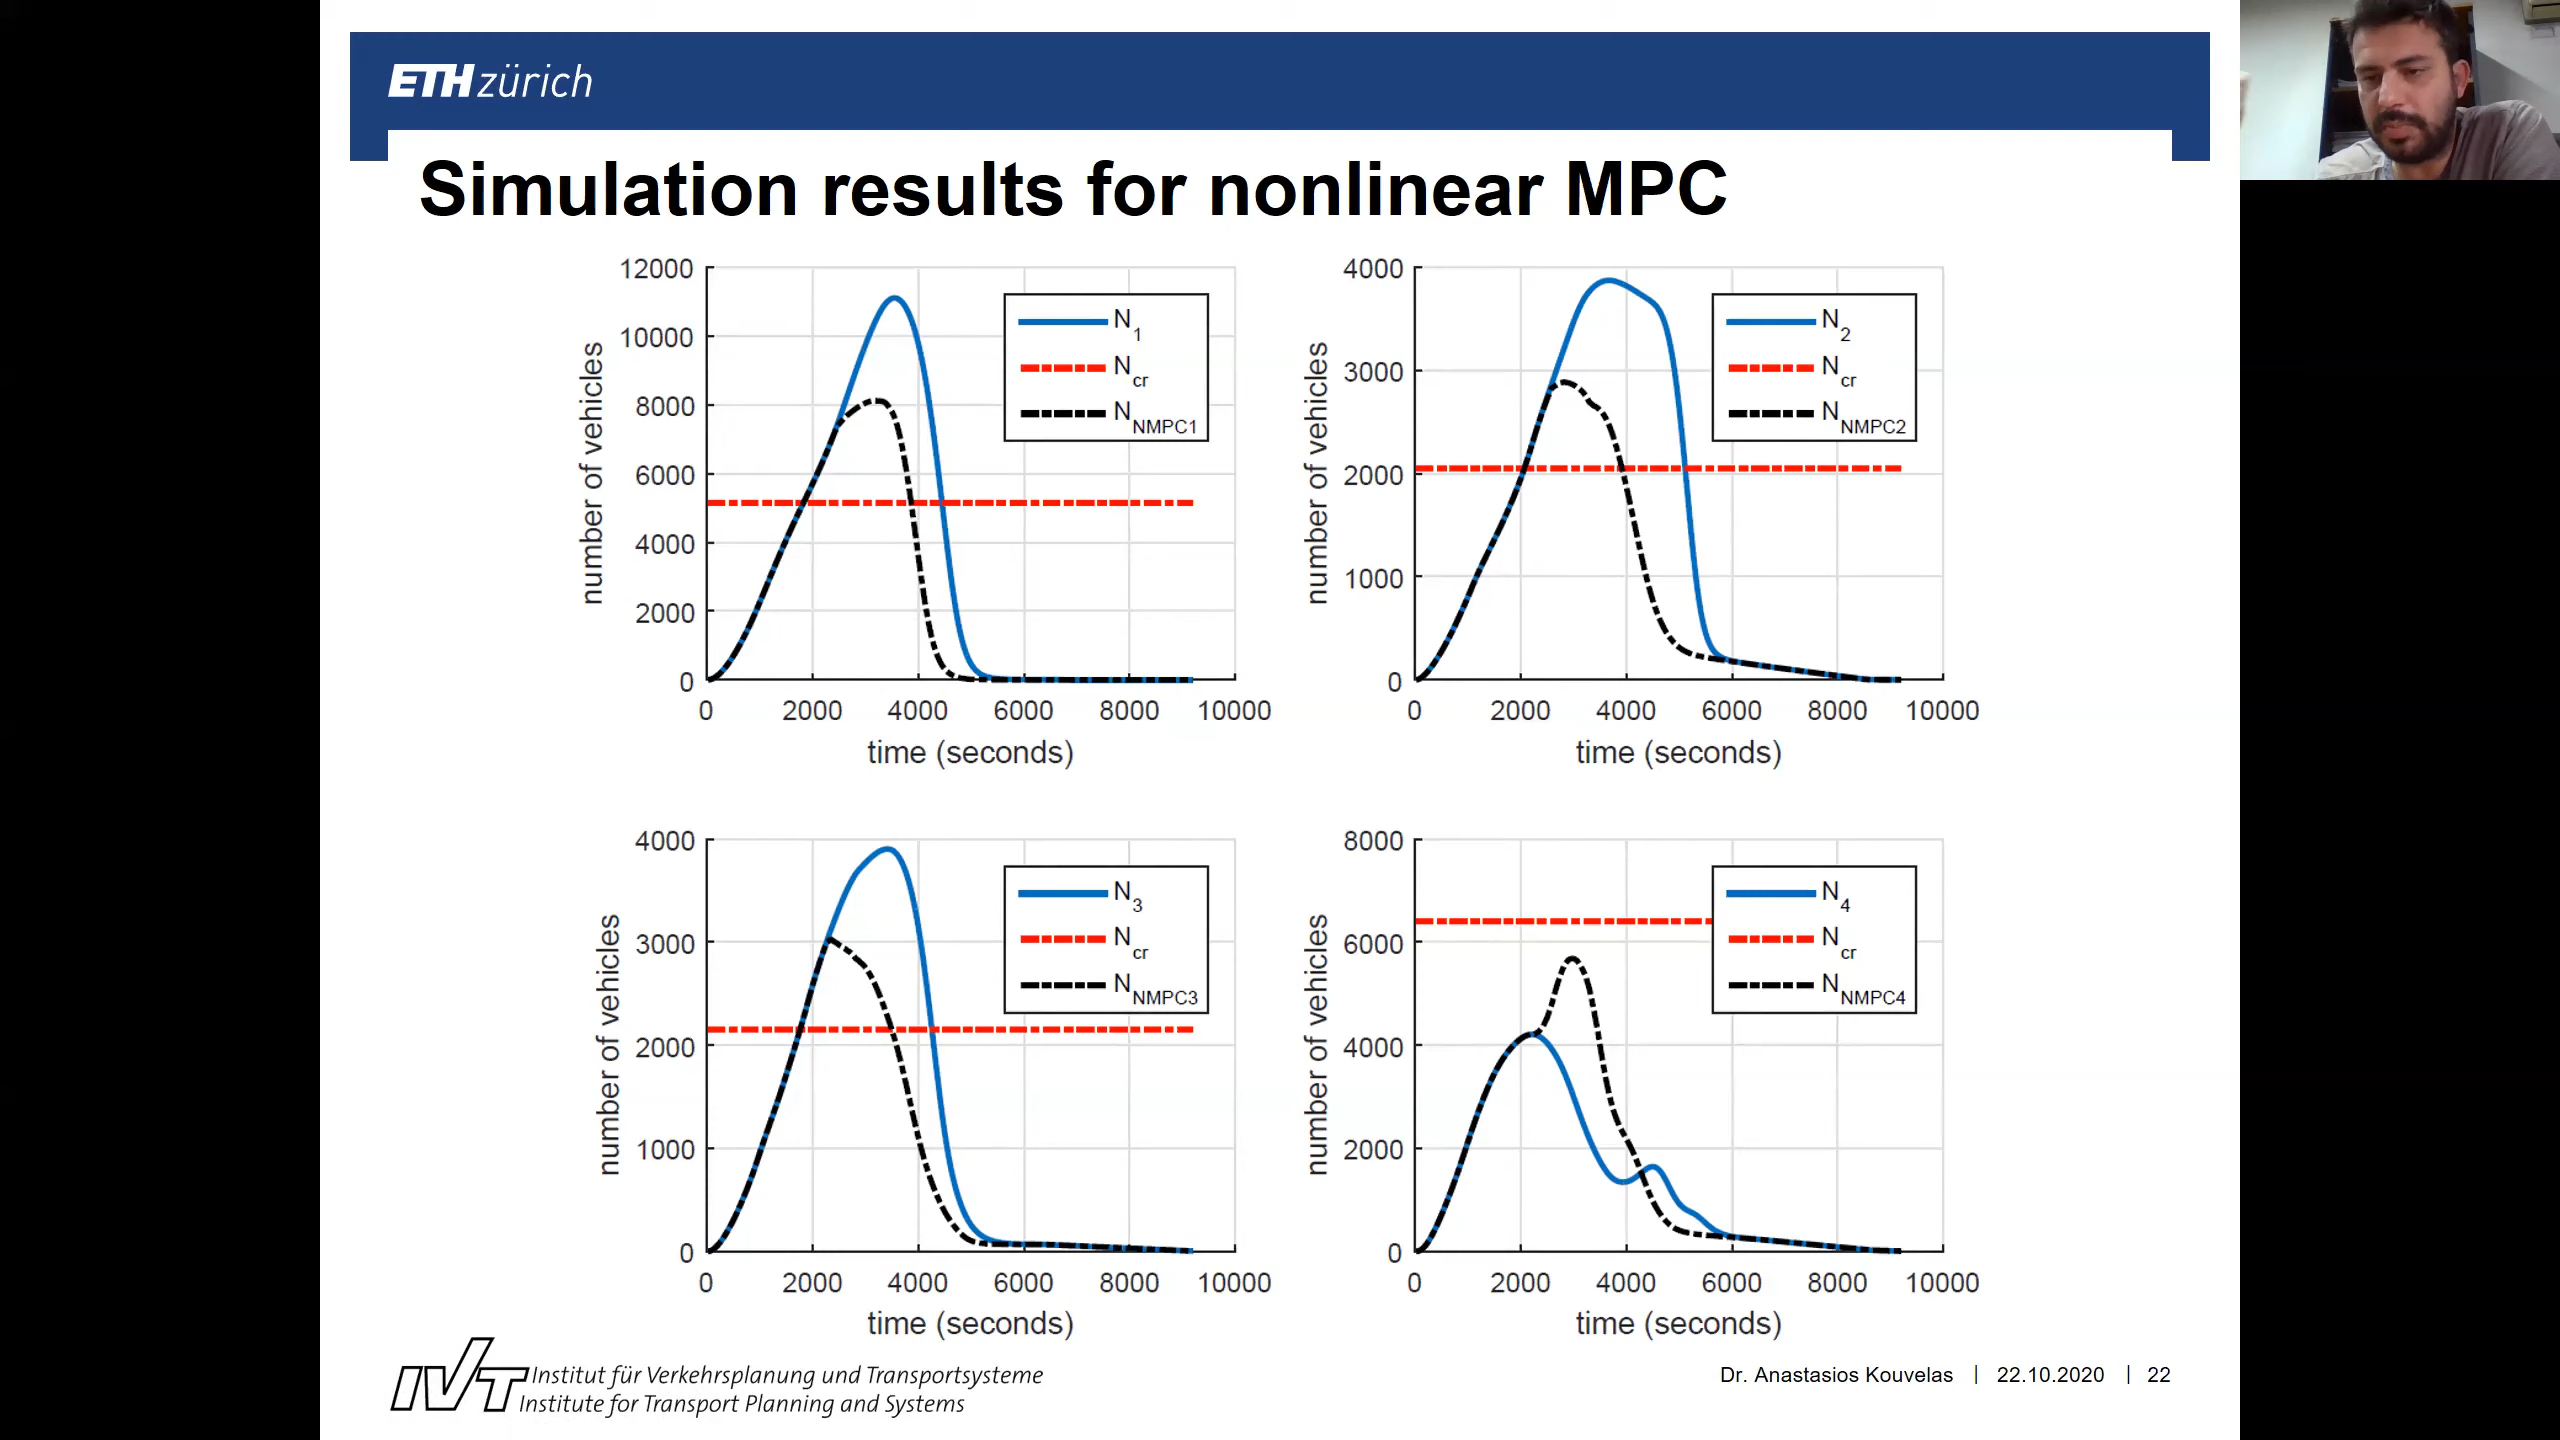 ETH zürich
Simulation results for nonlinear MPC
12000
10000
8000
6000
4000
2000
0
number of vehicles
N1
Ncr
NNMPC1
0 2000 4000 6000 8000 10000
time (seconds)
4000
3000
2000
1000
0
number of vehicles
N2
Ncr
NNMPC2
0 2000 4000 6000 8000 10000
time (seconds)
4000
3000
2000
1000
0
number of vehicles
N3
Ncr
NNMPC3
0 2000 4000 6000 8000 10000
time (seconds)
8000
6000
4000
2000
0
number of vehicles
N4
Ncr
NNMPC4
0 2000 4000 6000 8000 10000
time (seconds)
IVT Institut für Verkehrsplanung und Transportsysteme
Institute for Transport Planning and Systems
Dr. Anastasios Kouvelas | 22.10.2020 | 22